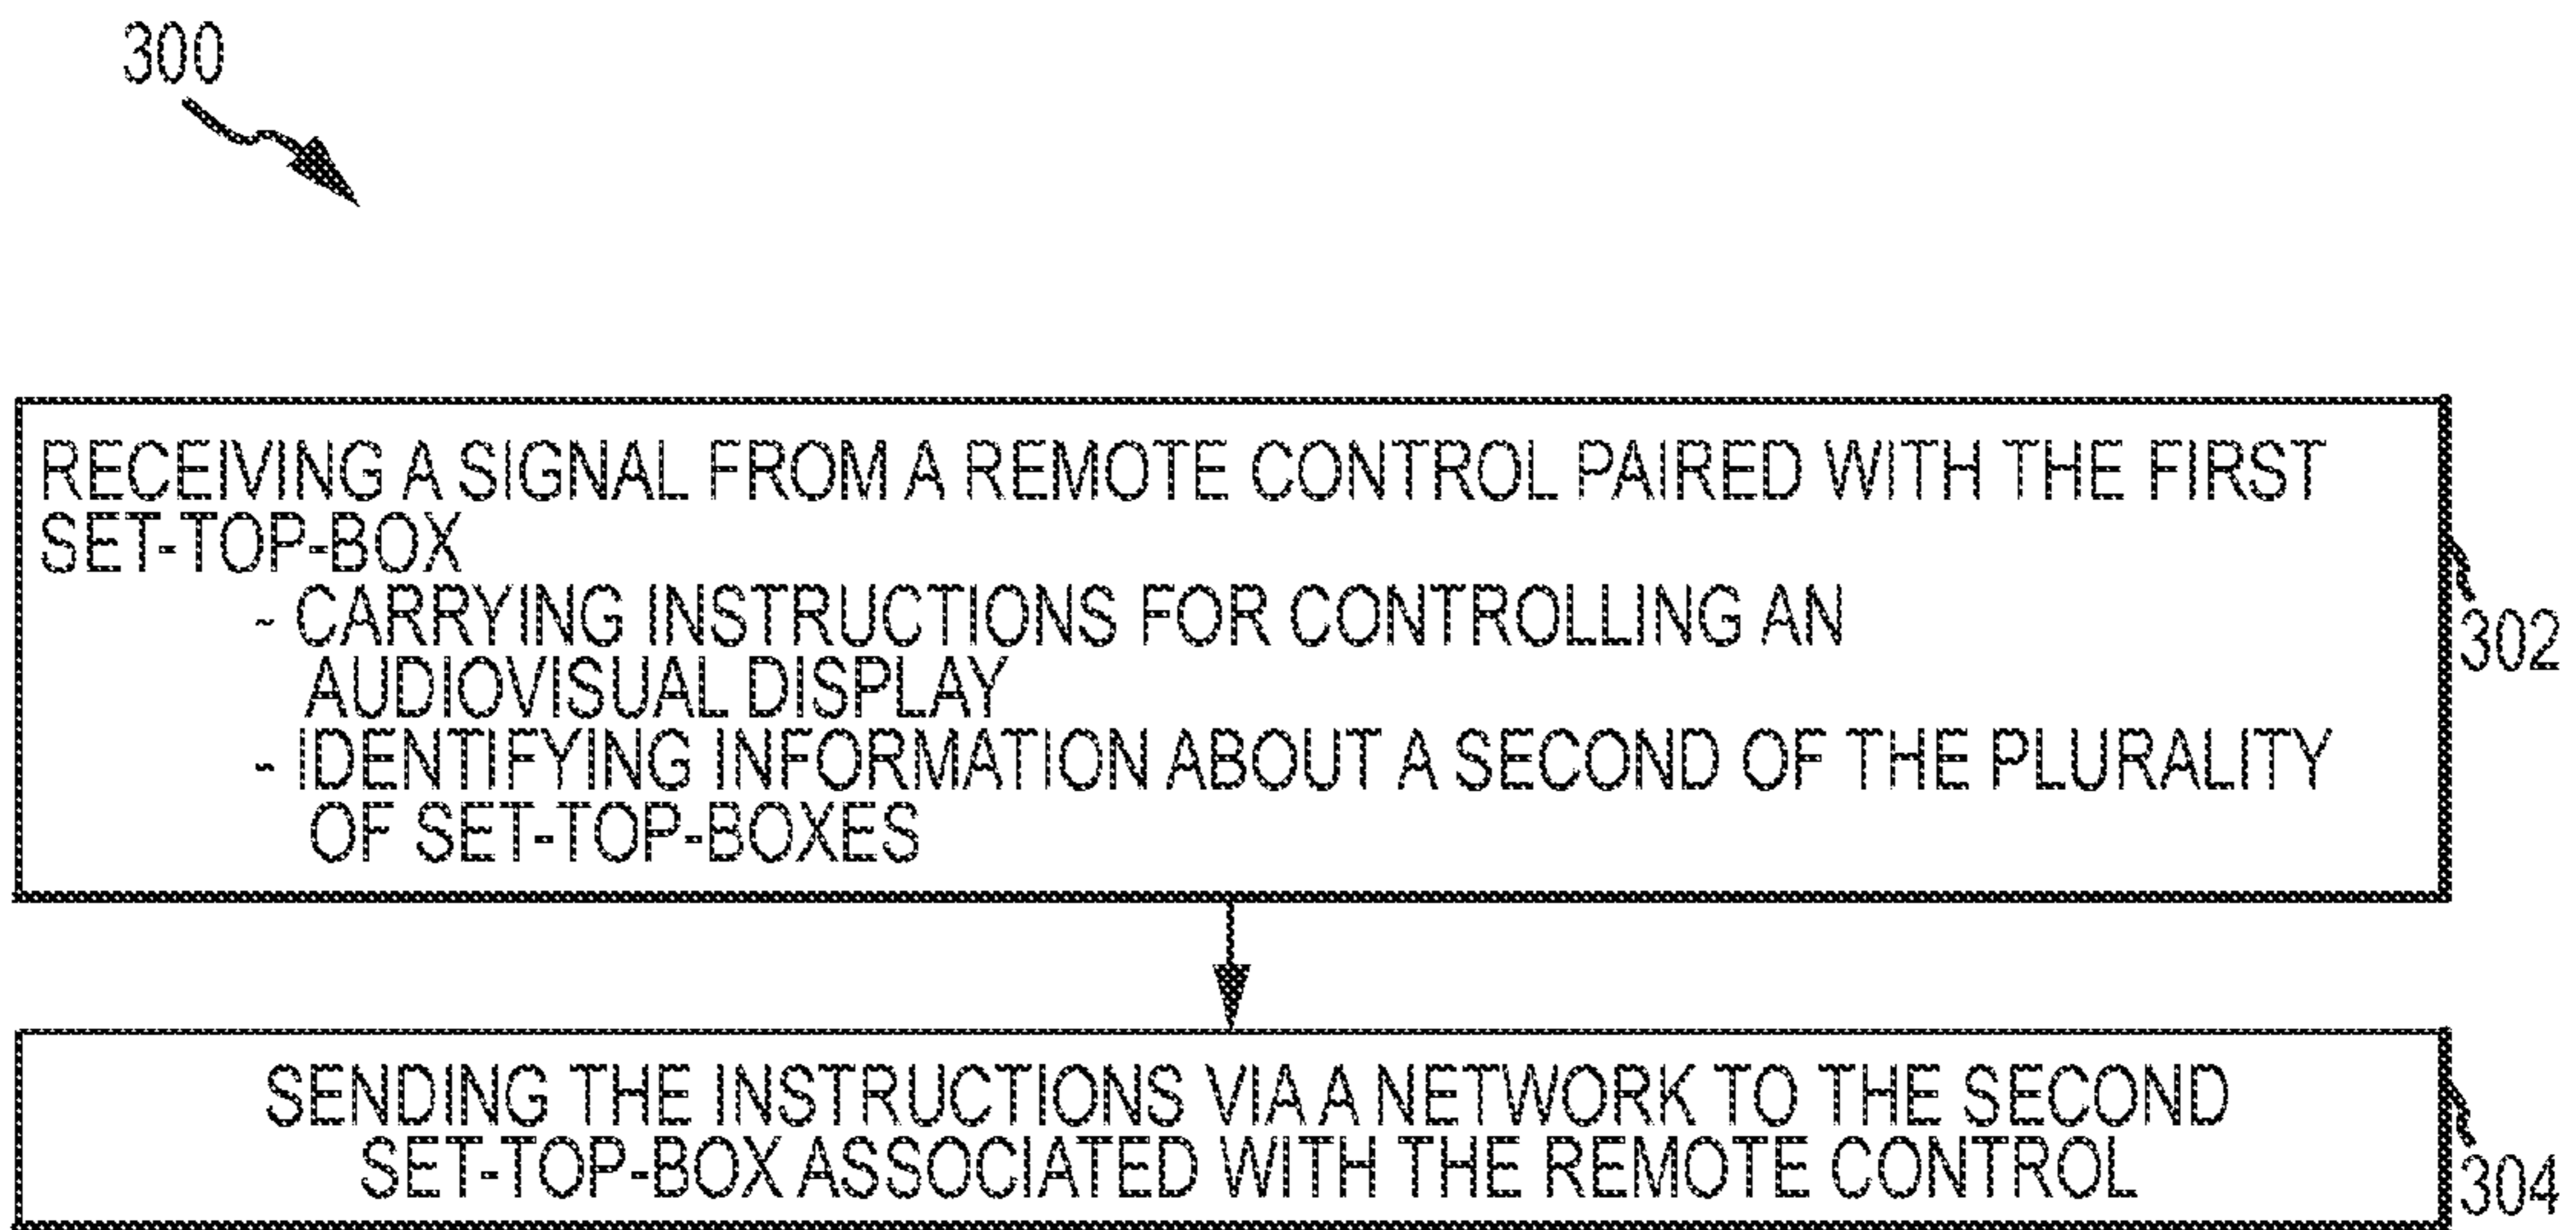 300
RECEIVING A SIGNAL FROM A REMOTE CONTROL PAIRED WITH THE FIRST
SET-TOP-BOX
- CARRYING INSTRUCTIONS FOR CONTROLLING AN
AUDIOVISUAL DISPLAY
- IDENTIFYING INFORMATION ABOUT A SECOND OF THE PLURALITY
OF SET-TOP-BOXES
302
SENDING THE INSTRUCTIONS VIA A NETWORK TO THE SECOND
SET-TOP-BOX ASSOCIATED WITH THE REMOTE CONTROL
304